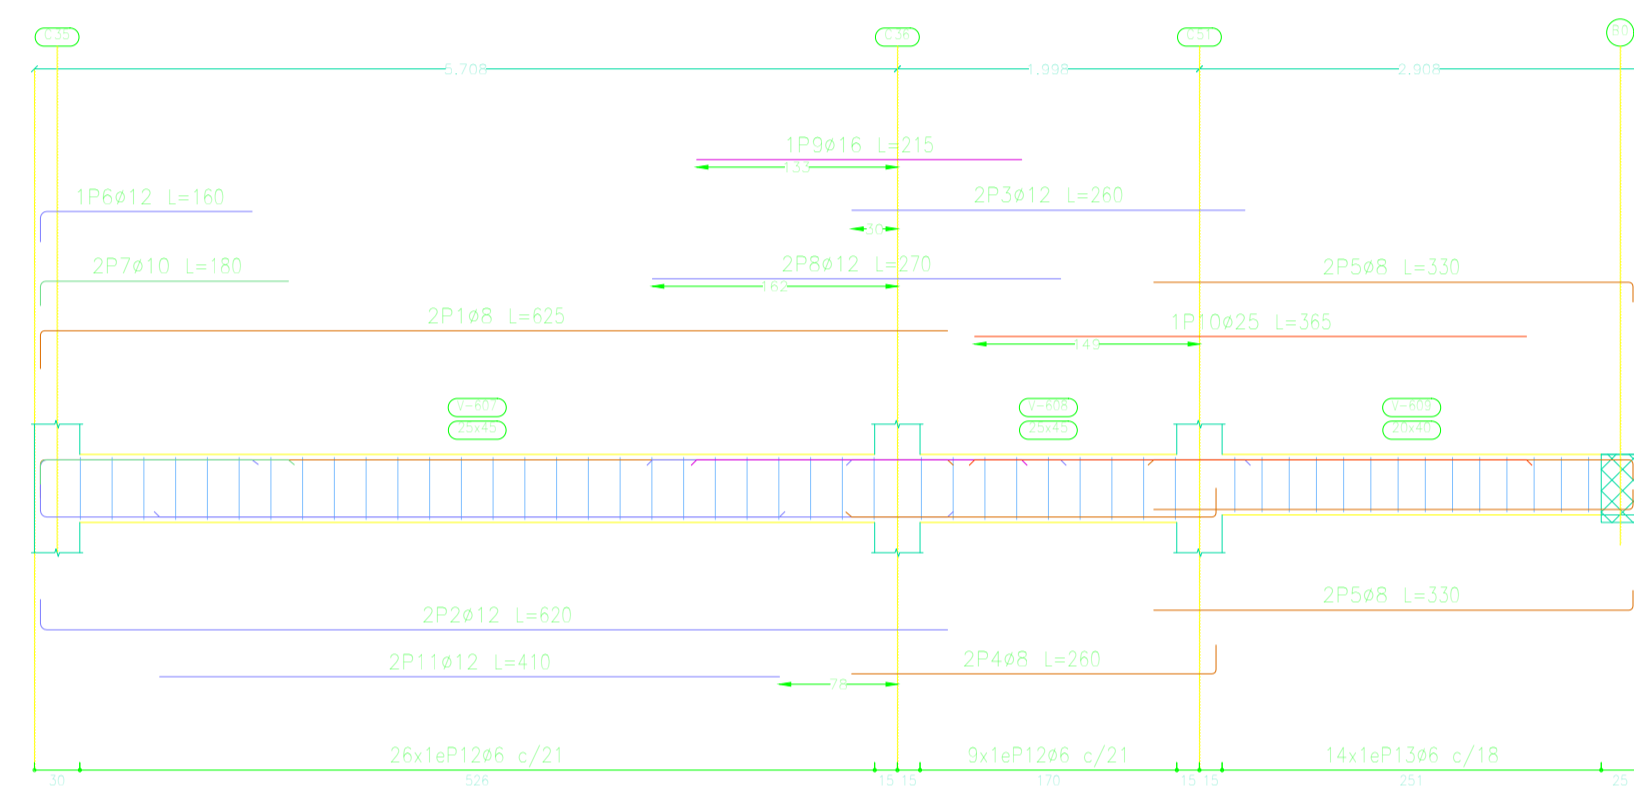 C35
C36
C51
B0
5.708
1.998
2.908
1P9ø16 L=215
133
1P6ø12 L=160
2P3ø12 L=260
30
2P7ø10 L=180
2P8ø12 L=270
2P5ø8 L=330
162
2P1ø8 L=625
1P10ø25 L=365
149
V-607
V-608
V-609
25x45
25x45
20x40
2P5ø8 L=330
2P2ø12 L=620
2P11ø12 L=410
2P4ø8 L=260
78
26x1eP12ø6 c/21
9x1eP12ø6 c/21
14x1eP13ø6 c/18
30
526
15 15
170
15 15
251
25